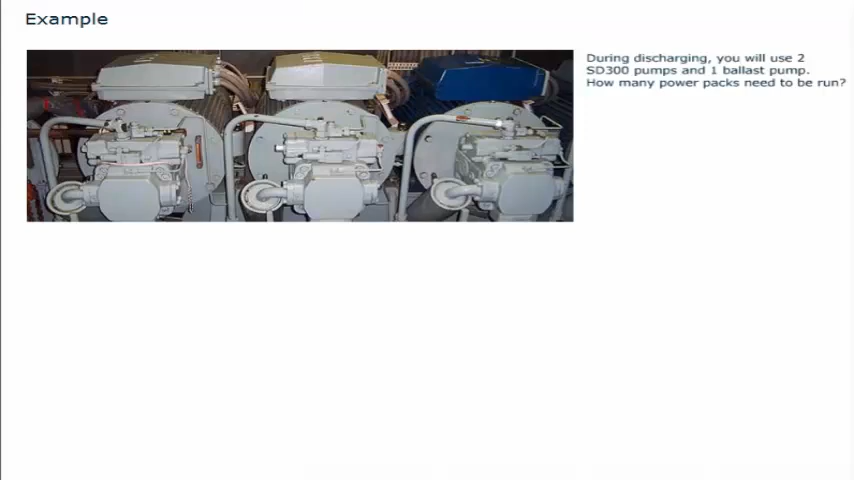 Example
During discharging, you will use 2
SD300 pumps and 1 ballast pump.
How many power packs need to be run?